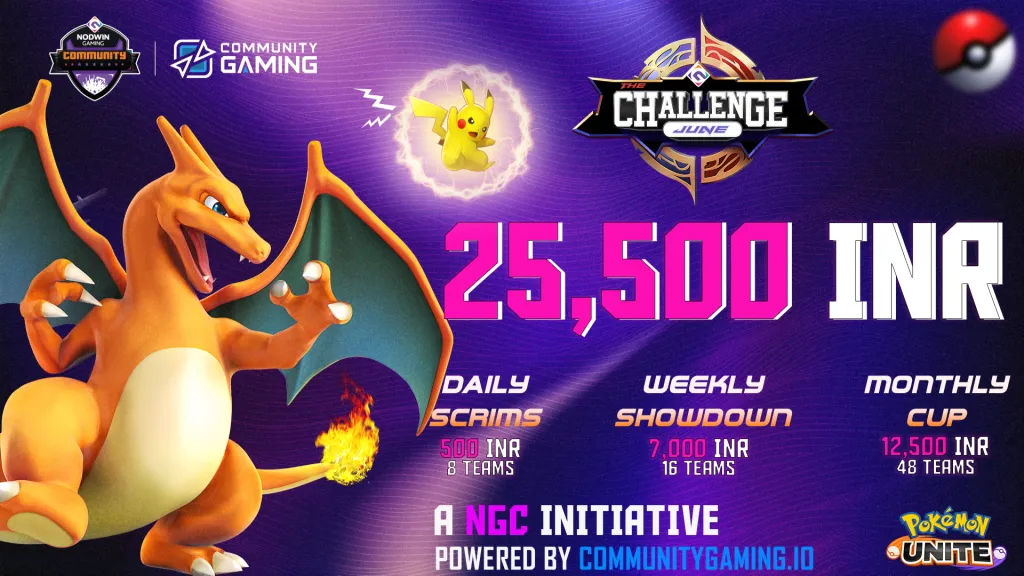 NODWIN
GAMING
COMMUNITY
COMMUNITY
GAMING
THE
CHALLENGE
JUNE
25,500 INR
DAILY
SCRIMS
500 INR
8 TEAMS
WEEKLY
SHOWDOWN
7,000 INR
16 TEAMS
MONTHLY
CUP
12,500 INR
48 TEAMS
A NGC INITIATIVE
POWERED BY COMMUNITYGAMING.IO
POKéMON
UNITE